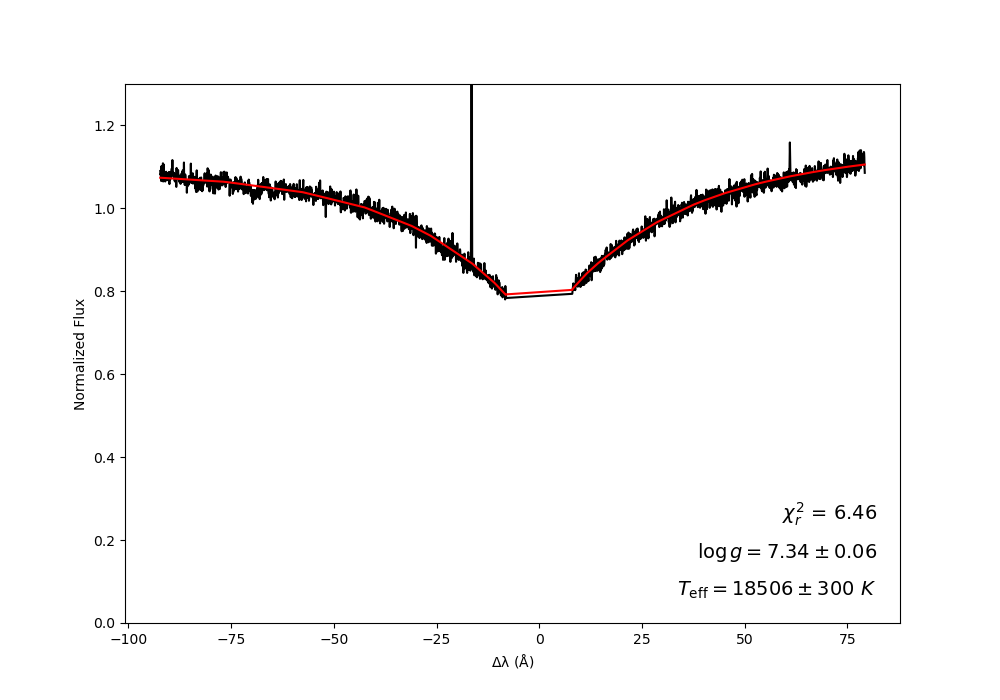 1.2
1.0
0.8
0.6
0.4
0.2
0.0
Normalized Flux
χ²ᵣ = 6.46
log g = 7.34 ± 0.06
T_eff = 18506 ± 300 K
−100 −75 −50 −25 0 25 50 75
Δλ (Å)